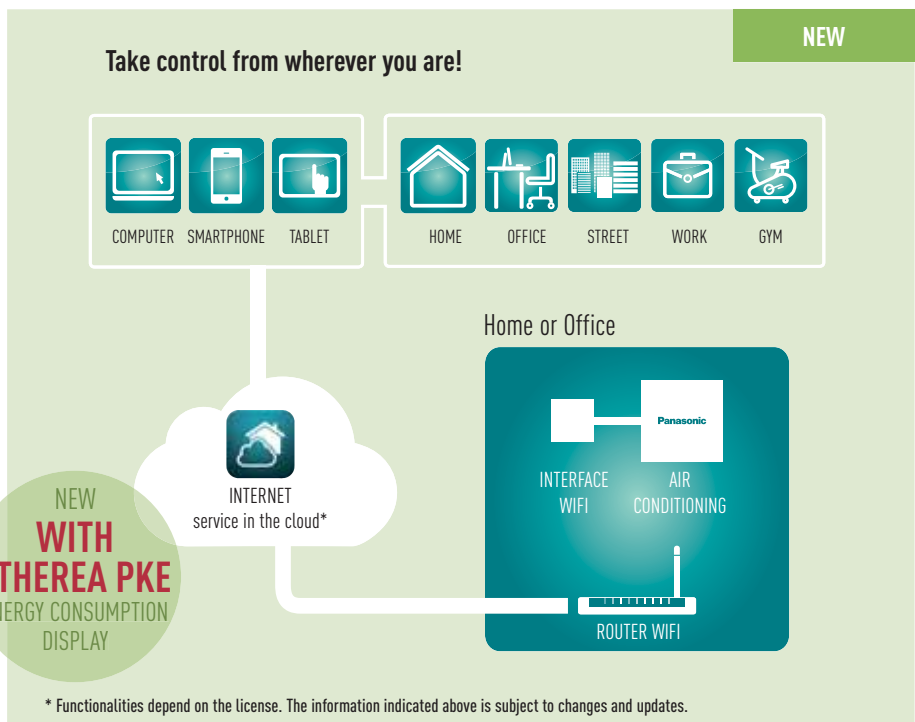 NEW
Take control from wherever you are!
COMPUTER SMARTPHONE TABLET
HOME OFFICE STREET WORK GYM
Home or Office
Panasonic
INTERFACE
WIFI
AIR
CONDITIONING
INTERNET
service in the cloud*
NEW
WITH
THEREA PKE
NERGY CONSUMPTION
DISPLAY
ROUTER WIFI
* Functionalities depend on the license. The information indicated above is subject to changes and updates.